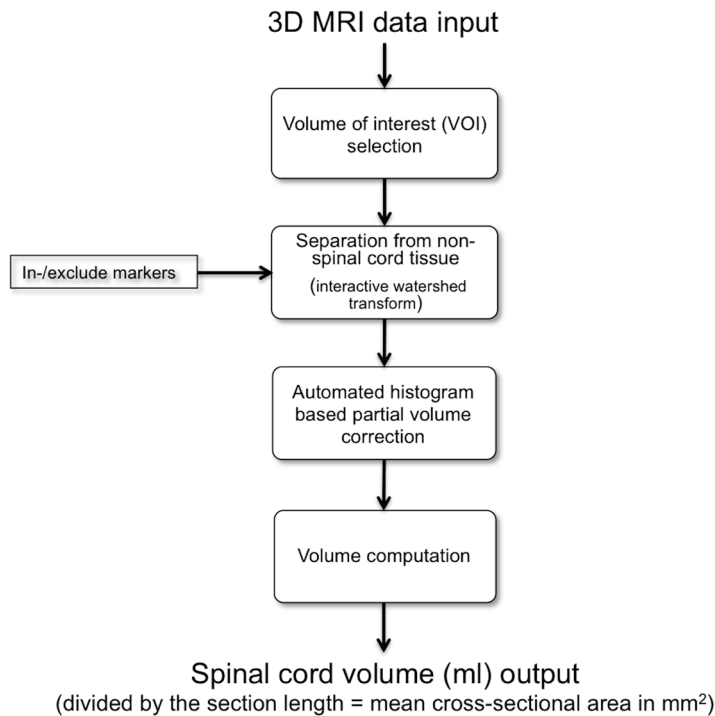 3D MRI data input
Volume of interest (VOI)
selection
Separation from non-
spinal cord tissue
(interactive watershed
transform)
In-/exclude markers
Automated histogram
based partial volume
correction
Volume computation
Spinal cord volume (ml) output
(divided by the section length = mean cross-sectional area in mm²)